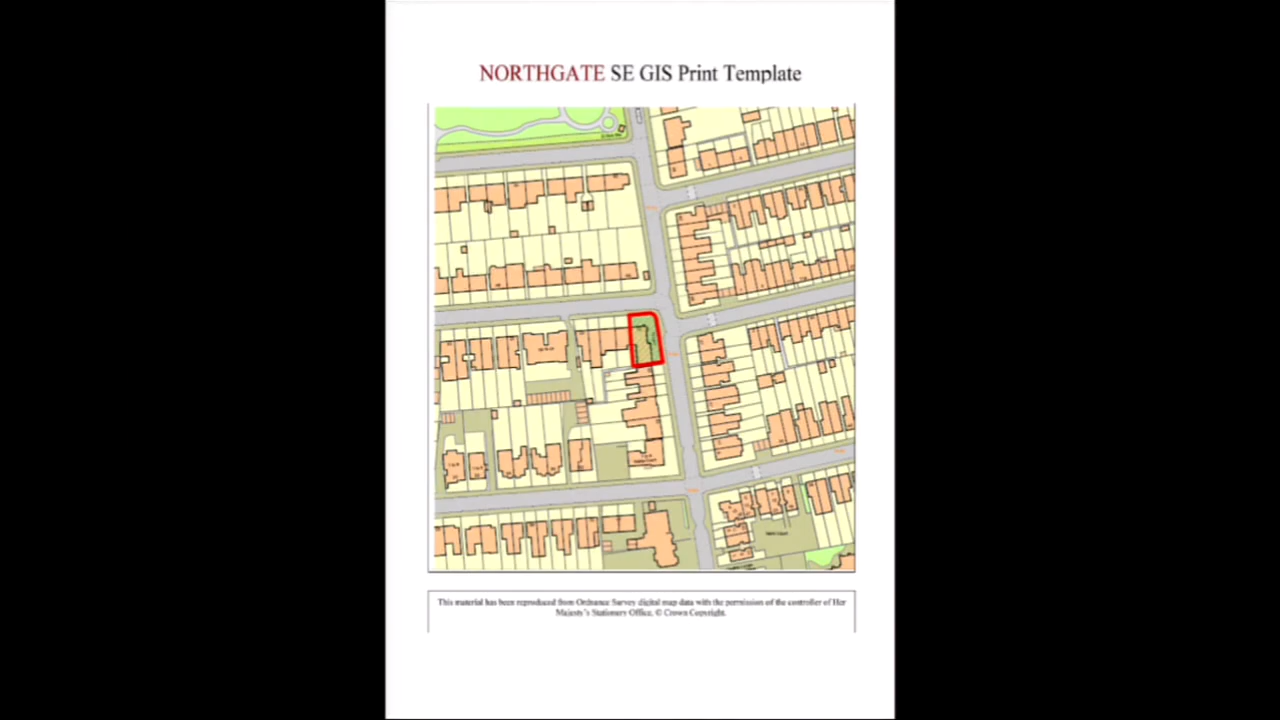 NORTHGATE SE GIS Print Template
This material has been reproduced from Ordnance Survey digital map data with the permission of the controller of Her
Majesty's Stationery Office. © Crown Copyright.